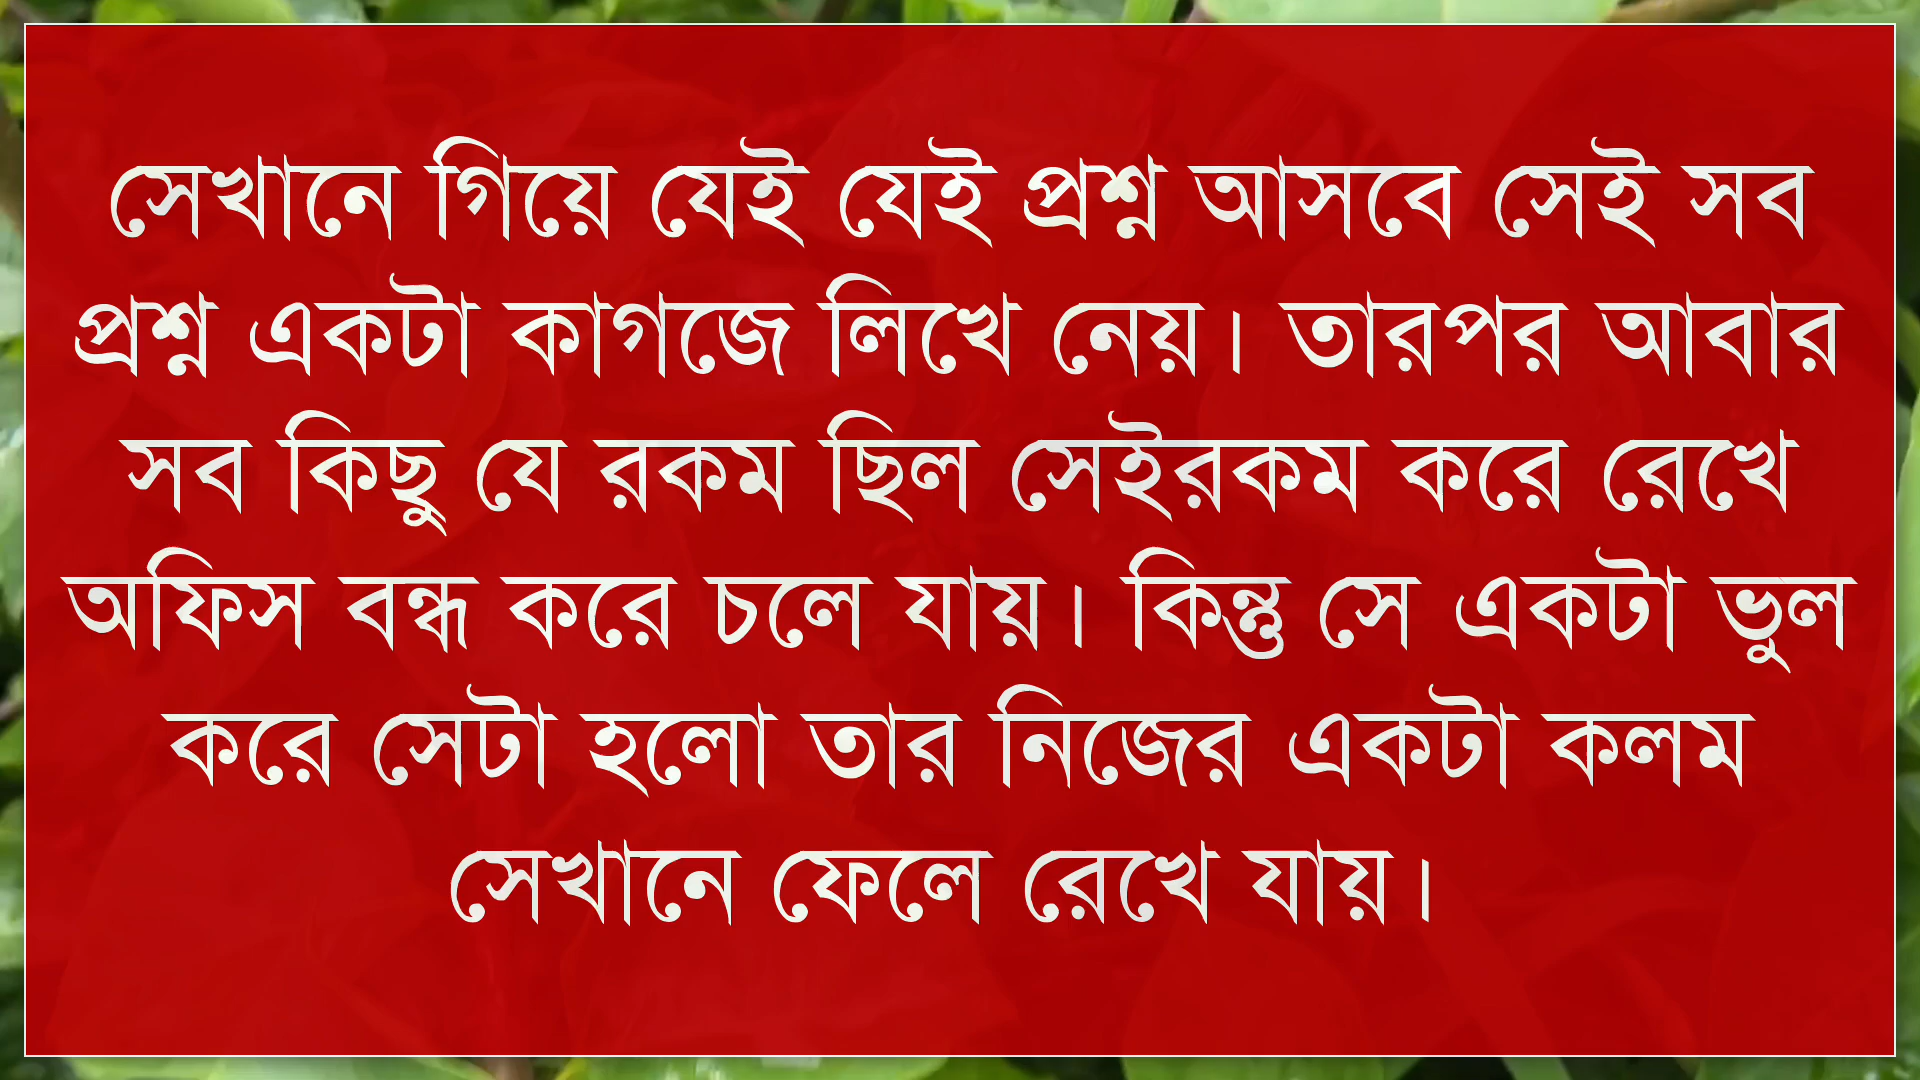 সেখানে গিয়ে যেই যেই প্রশ্ন আসবে সেই সব
প্রশ্ন একটা কাগজে লিখে নেয়। তারপর আবার
সব কিছু যে রকম ছিল সেইরকম করে রেখে
অফিস বন্ধ করে চলে যায়। কিন্তু সে একটা ভুল
করে সেটা হলো তার নিজের একটা কলম
সেখানে ফেলে রেখে যায়।